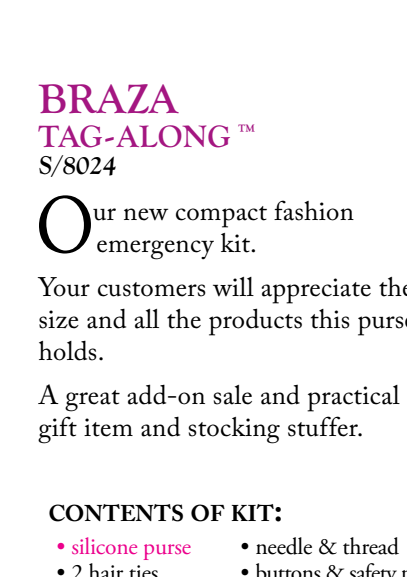 BRAZA
TAG-ALONG ™
S/8024
Our new compact fashion
emergency kit.
Your customers will appreciate the
size and all the products this purse
holds.
A great add-on sale and practical
gift item and stocking stuffer.
CONTENTS OF KIT:
• silicone purse • needle & thread
• 2 hair ties • buttons & safety